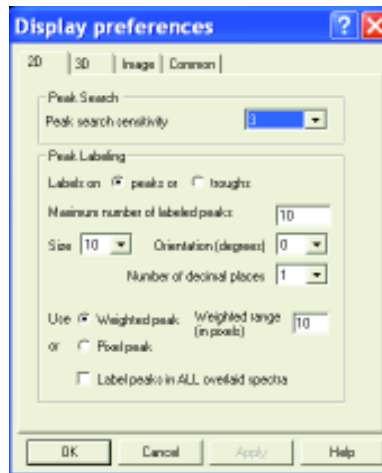 Display preferences ? X
2D 3D Image Common
Peak Search
Peak search sensitivity 3
Peak Labeling
Labels on peaks or troughs
Maximum number of labeled peaks 10
Size 10 Orientation (degrees) 0
Number of decimal places 1
Use Weighted peak Weighted range (in pixels) 10
or Pixel peak
Label peaks in ALL overlaid spectra
OK Cancel Apply Help